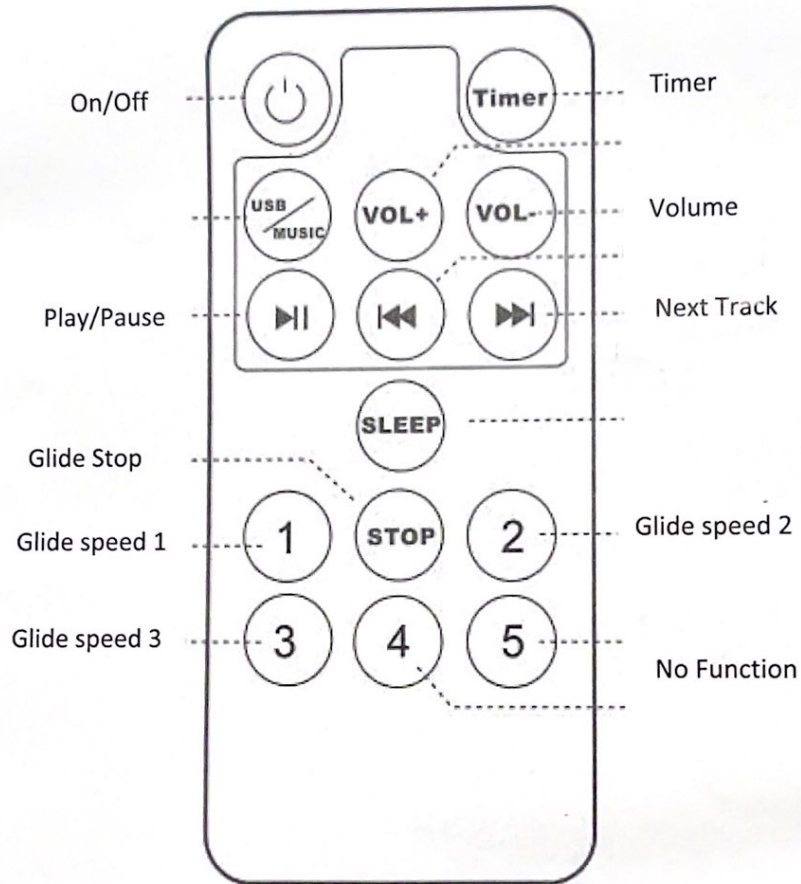 On/Off
Timer
Timer
USB
MUSIC
VOL+
VOL-
Volume
Play/Pause
Next Track
SLEEP
Glide Stop
STOP
Glide speed 1
1
2
Glide speed 2
Glide speed 3
3
4
5
No Function